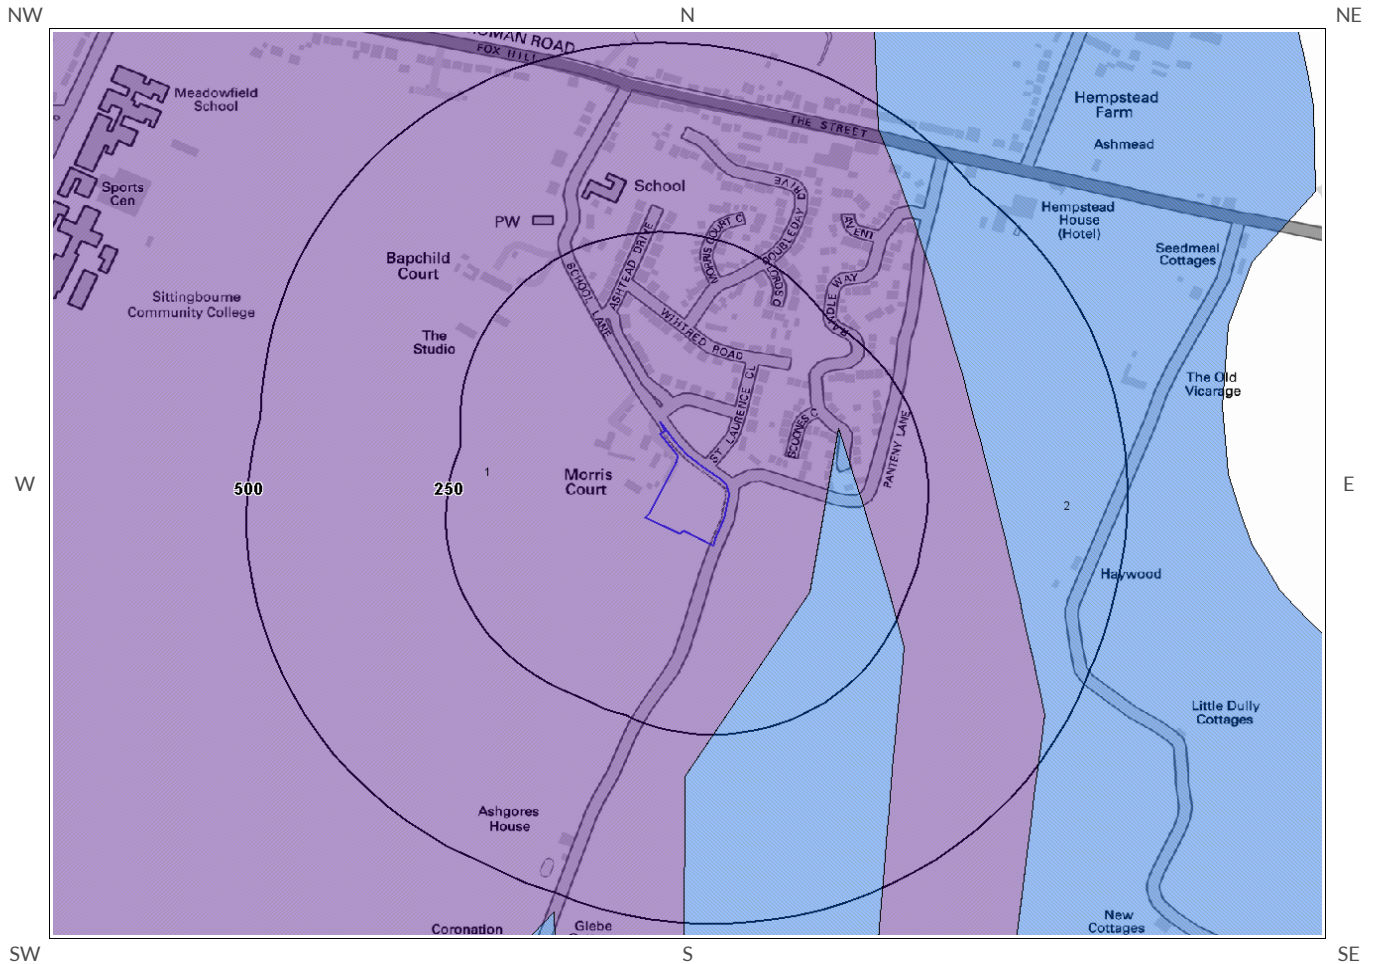 NW
N
NE
ROMAN ROAD
FOX HILL
THE STREET
Meadowfield
School
Hempstead
Farm
Ashmead
Sports
Cen
School
PW
DOUBLEDAY DRIVE
MORRIS COURT C
AVENT
Hempstead
House
(Hotel)
Seedmeal
Cottages
Bapchild
Court
SCHOOL LANE
ASHTEAD DRIVE
Sittingbourne
Community College
WIHTRED ROAD
The
Studio
ST LAURENCE CL
PANTENY LANE
The Old
Vicarage
W
500
250
1
Morris
Court
2
E
Haywood
Little Dully
Cottages
Ashgores
House
Coronation
Glebe
New
Cottages
SW
S
SE